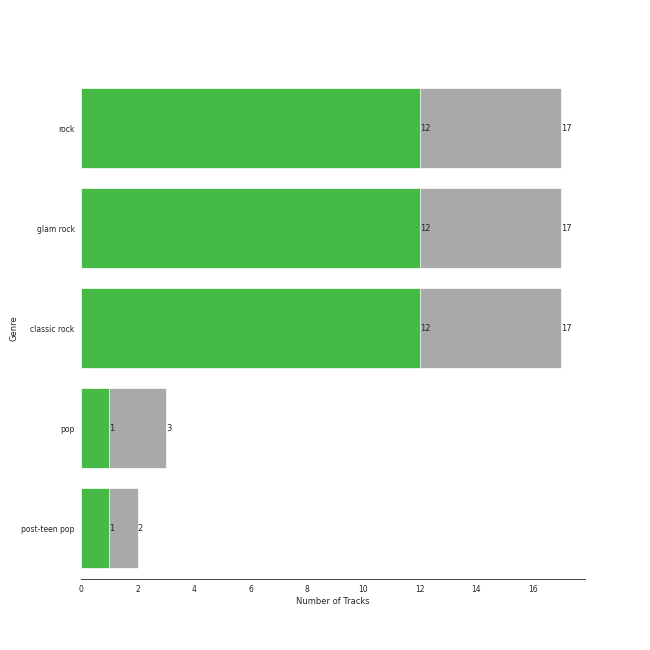 rock 12 17
glam rock 12 17
classic rock 12 17
pop 1 3
post-teen pop 1 2
Genre
0 2 4 6 8 10 12 14 16
Number of Tracks